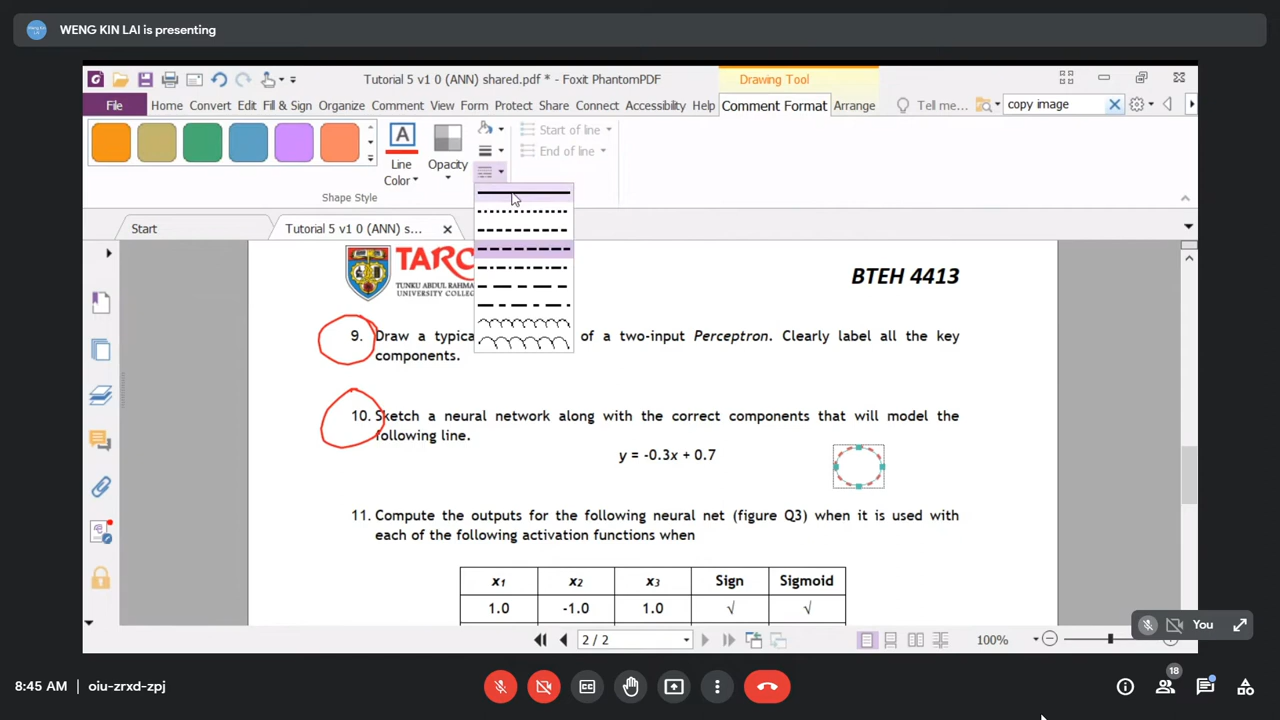 WENG KIN LAI is presenting
Tutorial 5 v1 0 (ANN) shared.pdf * - Foxit PhantomPDF
Drawing Tool
File Home Convert Edit Fill & Sign Organize Comment View Form Protect Share Connect Accessibility Help Comment Format Arrange Tell me... copy image
A
Line Color
Opacity
Start of line
End of line
Shape Style
Start
Tutorial 5 v1 0 (ANN) s...
TARC
TUNKU ABDUL RAHMAN
UNIVERSITY COLLEG
BTEH 4413
9. Draw a typica of a two-input Perceptron. Clearly label all the key
components.
10. Sketch a neural network along with the correct components that will model the
following line.
y = -0.3x + 0.7
11. Compute the outputs for the following neural net (figure Q3) when it is used with
each of the following activation functions when
x1 x2 x3 Sign Sigmoid
1.0 -1.0 1.0 √ √
You
2 / 2
100%
8:45 AM | oiu-zrxd-zpj
18